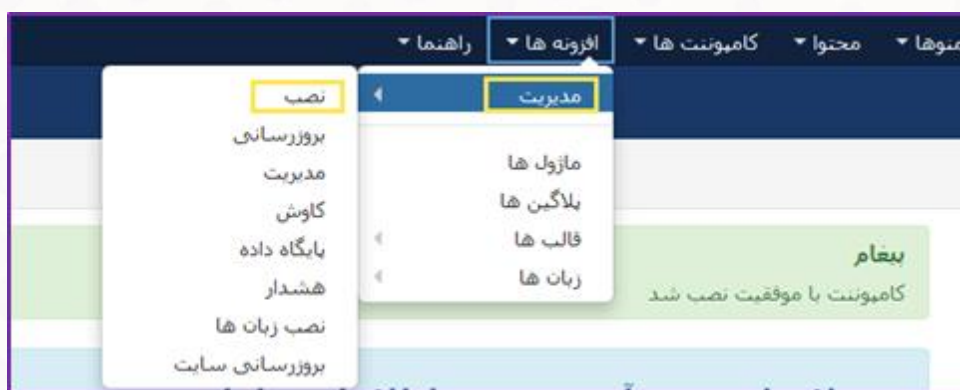 منوها
محتوا
کامپوننت ها
افزونه ها
راهنما
مدیریت
ماژول ها
پلاگین ها
قالب ها
زبان ها
نصب
بروزرسانی
مدیریت
کاوش
پایگاه داده
هشدار
نصب زبان ها
بروزرسانی سایت
پیغام
کامپوننت با موفقیت نصب شد